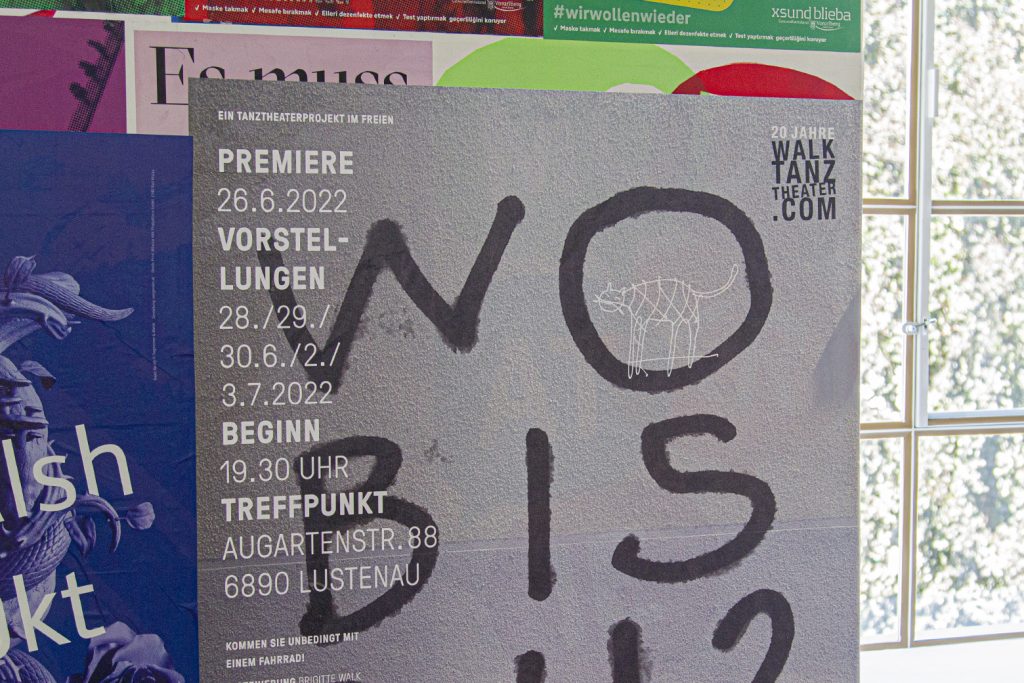 ✓ Maske takmak ✓ Mesafe bırakmak ✓ Elleri dezenfekte etmek ✓ Test yaptırmak geçerliliğini koruyor
#wirwollenwieder
xsund blieba
Vorarlberg
✓ Maske takmak ✓ Mesafe bırakmak ✓ Elleri dezenfekte etmek ✓ Test yaptırmak geçerliliğini koruyor
Es muss
EIN TANZTHEATERPROJEKT IM FREIEN
PREMIERE
26.6.2022
VORSTEL-
LUNGEN
28./29./
30.6./2./
3.7.2022
BEGINN
19.30 UHR
TREFFPUNKT
AUGARTENSTR. 88
6890 LUSTENAU
KOMMEN SIE UNBEDINGT MIT
EINEM FAHRRAD!
BRIGITTE WALK
20 JAHRE
WALK
TANZ
THEATER
.COM
WO
BIS